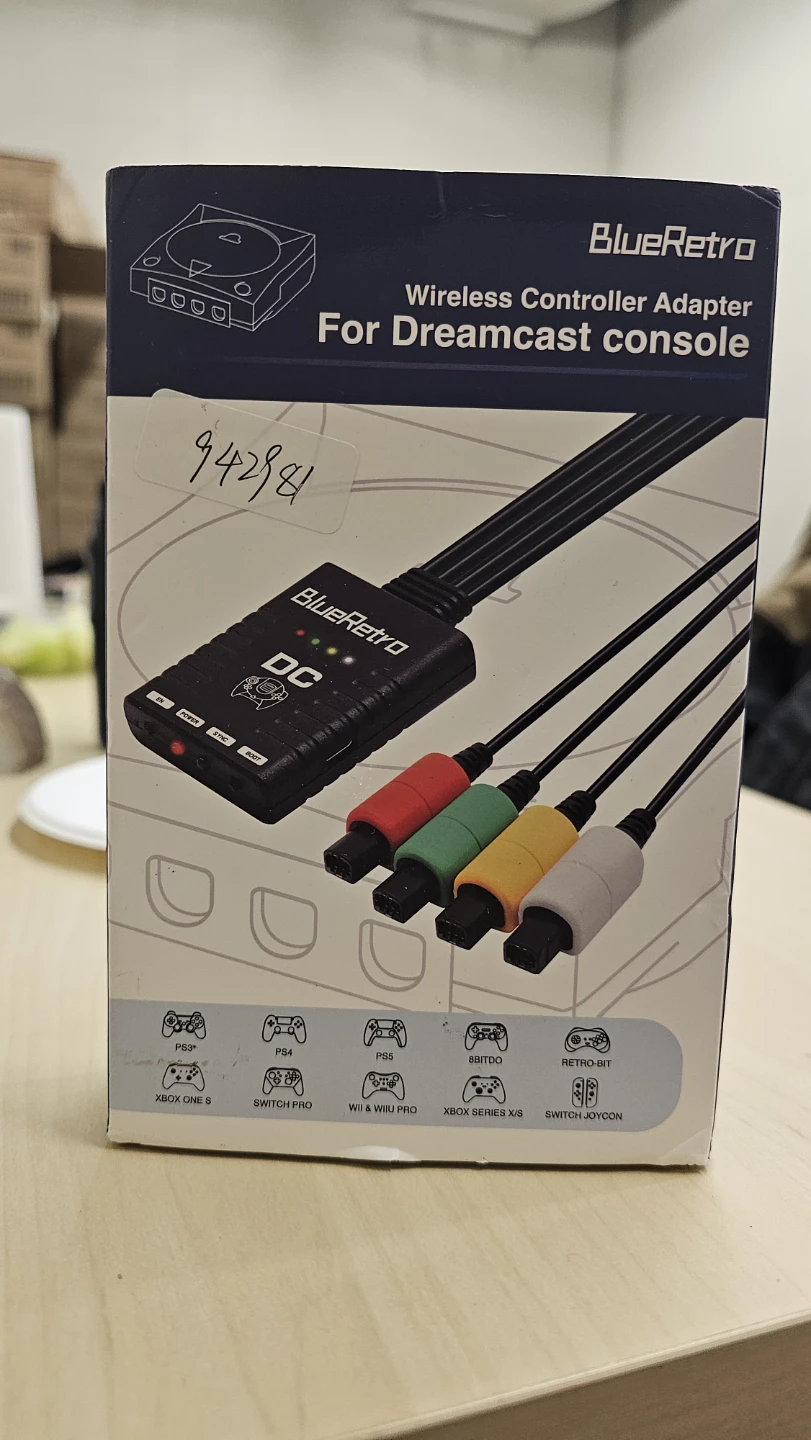 BlueRetro
Wireless Controller Adapter
For Dreamcast console
942981
BlueRetro
DC
EN
POWER
SYNC
BOOT
PS3*
PS4
PS5
8BITDO
RETRO-BIT
XBOX ONE S
SWITCH PRO
WII & WIIU PRO
XBOX SERIES X/S
SWITCH JOYCON